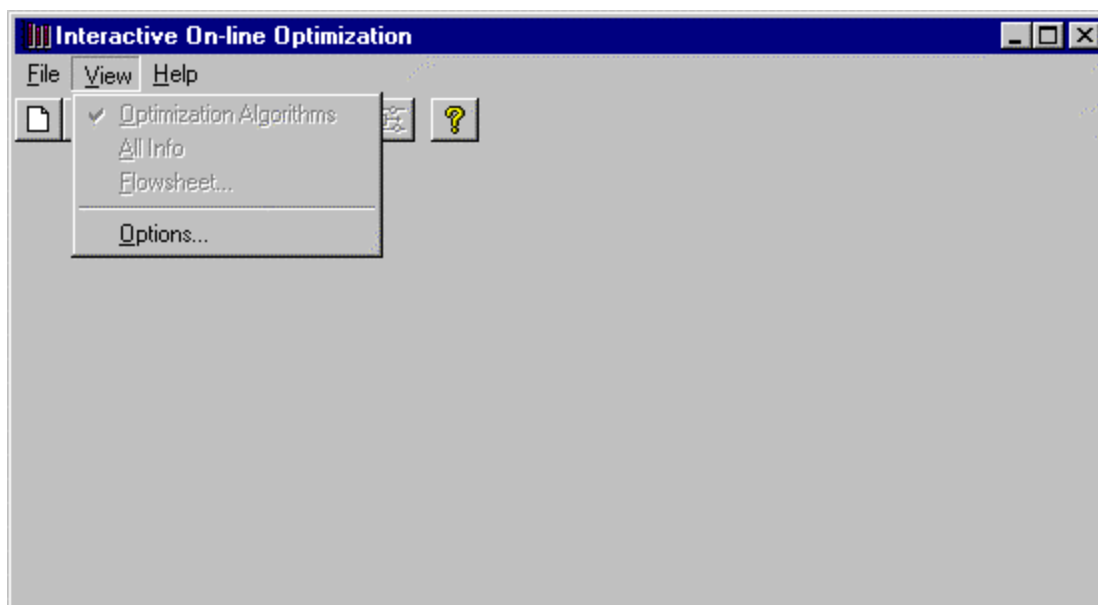 Interactive On-line Optimization
File View Help
Optimization Algorithms
All Info
Flowsheet...
Options...